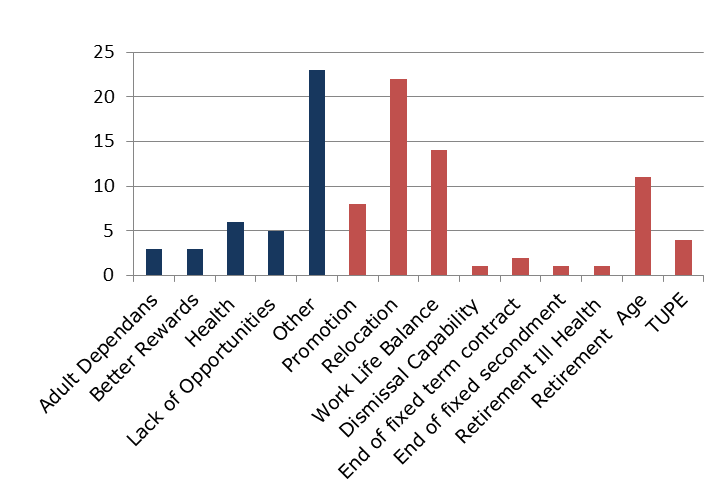 25
20
15
10
5
0
Adult Dependans
Better Rewards
Health
Lack of Opportunities
Other
Promotion
Relocation
Work Life Balance
Dismissal Capability
End of fixed term contract
End of fixed secondment
Retirement Ill Health
Retirement Age
TUPE